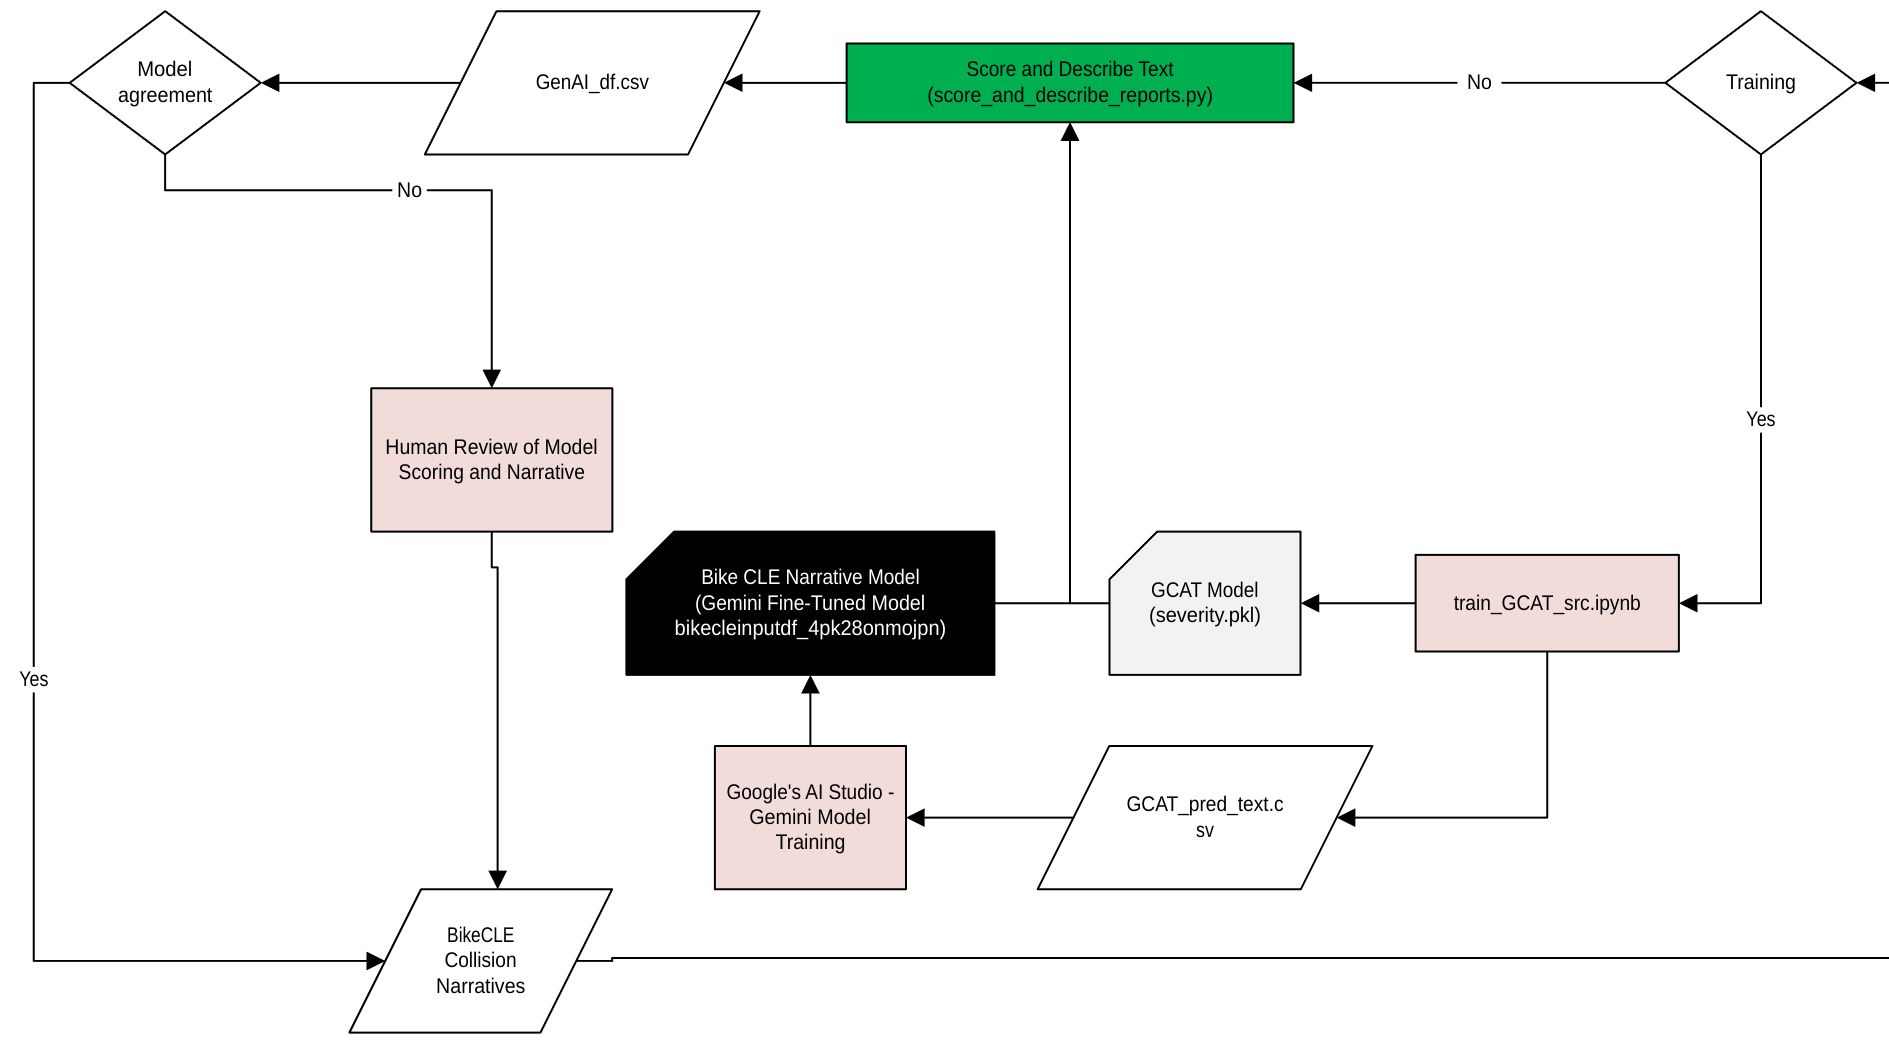 Model
agreement
GenAI_df.csv
Score and Describe Text
(score_and_describe_reports.py)
No
Training
No
Yes
Human Review of Model
Scoring and Narrative
Bike CLE Narrative Model
(Gemini Fine-Tuned Model
bikecleinputdf_4pk28onmojpn)
GCAT Model
(severity.pkl)
train_GCAT_src.ipynb
Yes
Google's AI Studio -
Gemini Model
Training
GCAT_pred_text.c
sv
BikeCLE
Collision
Narratives